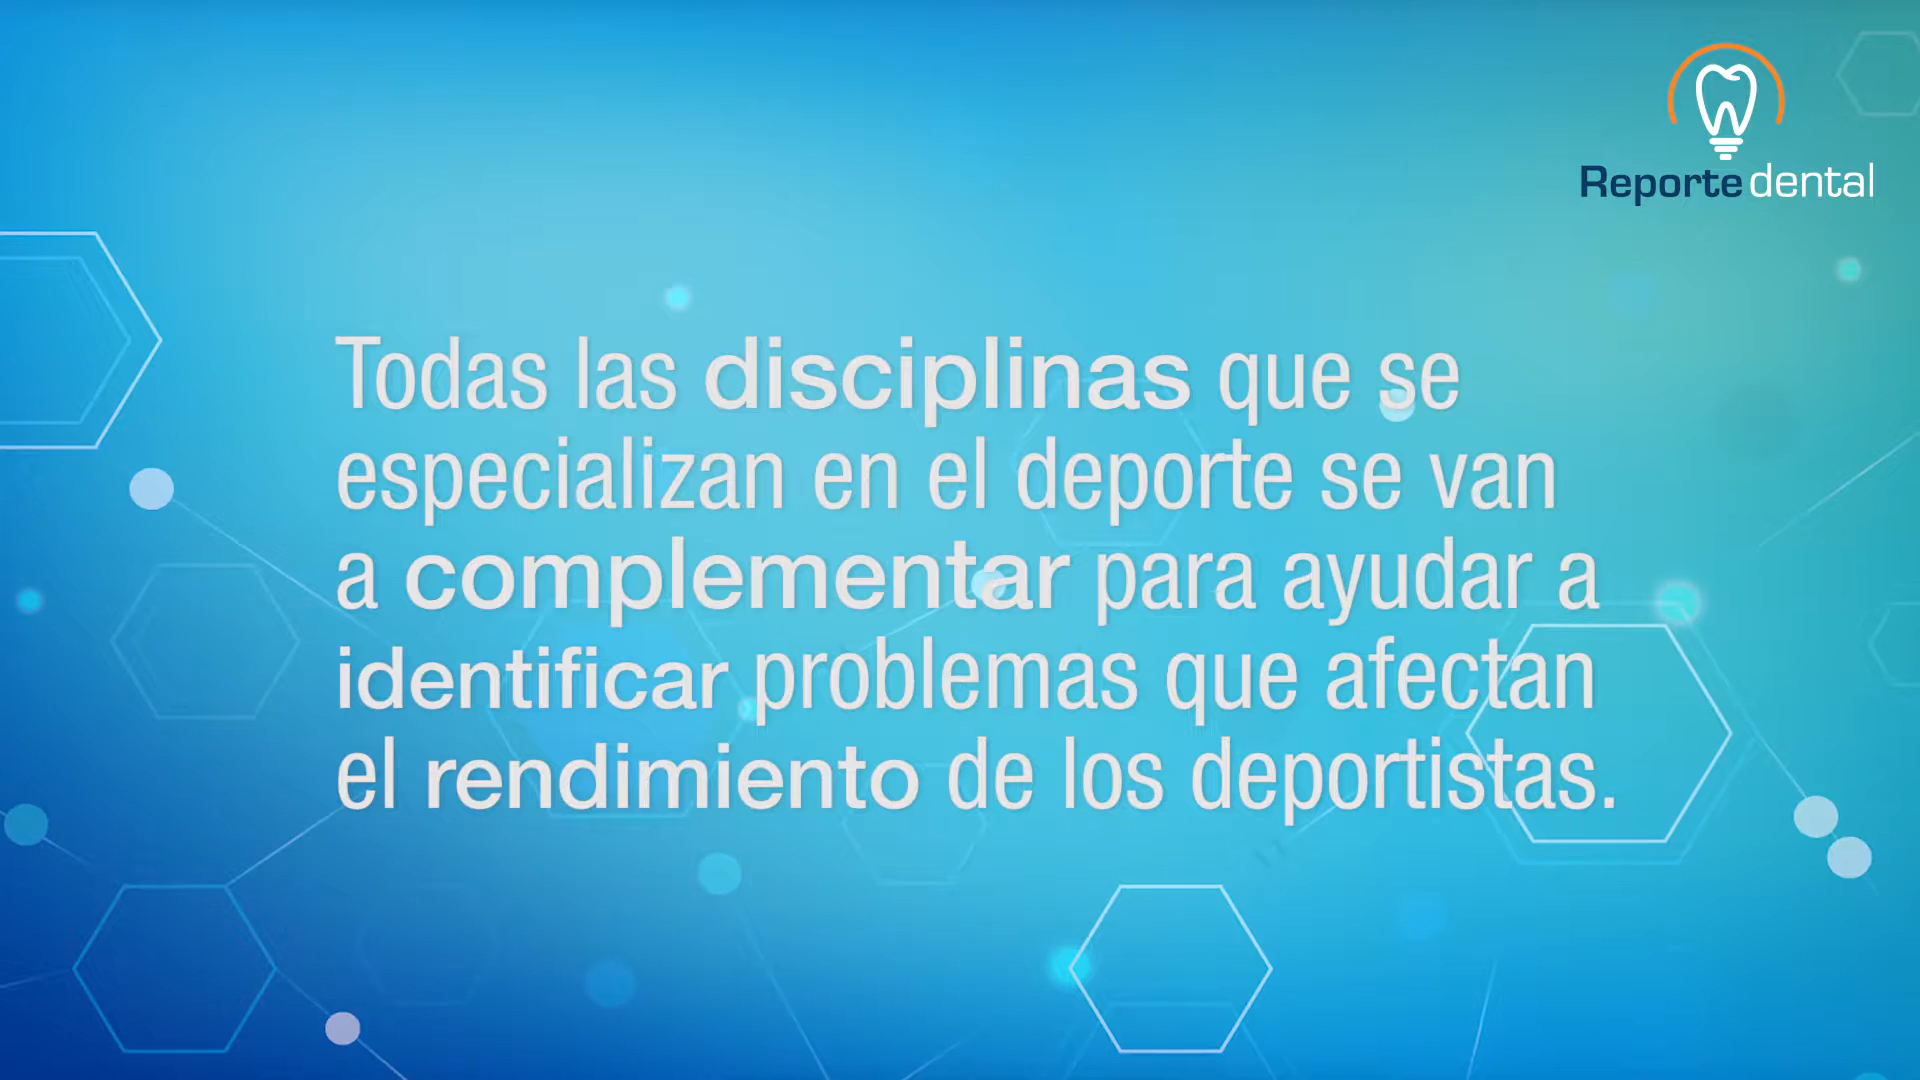 Reporte dental
Todas las disciplinas que se
especializan en el deporte se van
a complementar para ayudar a
identificar problemas que afectan
el rendimiento de los deportistas.